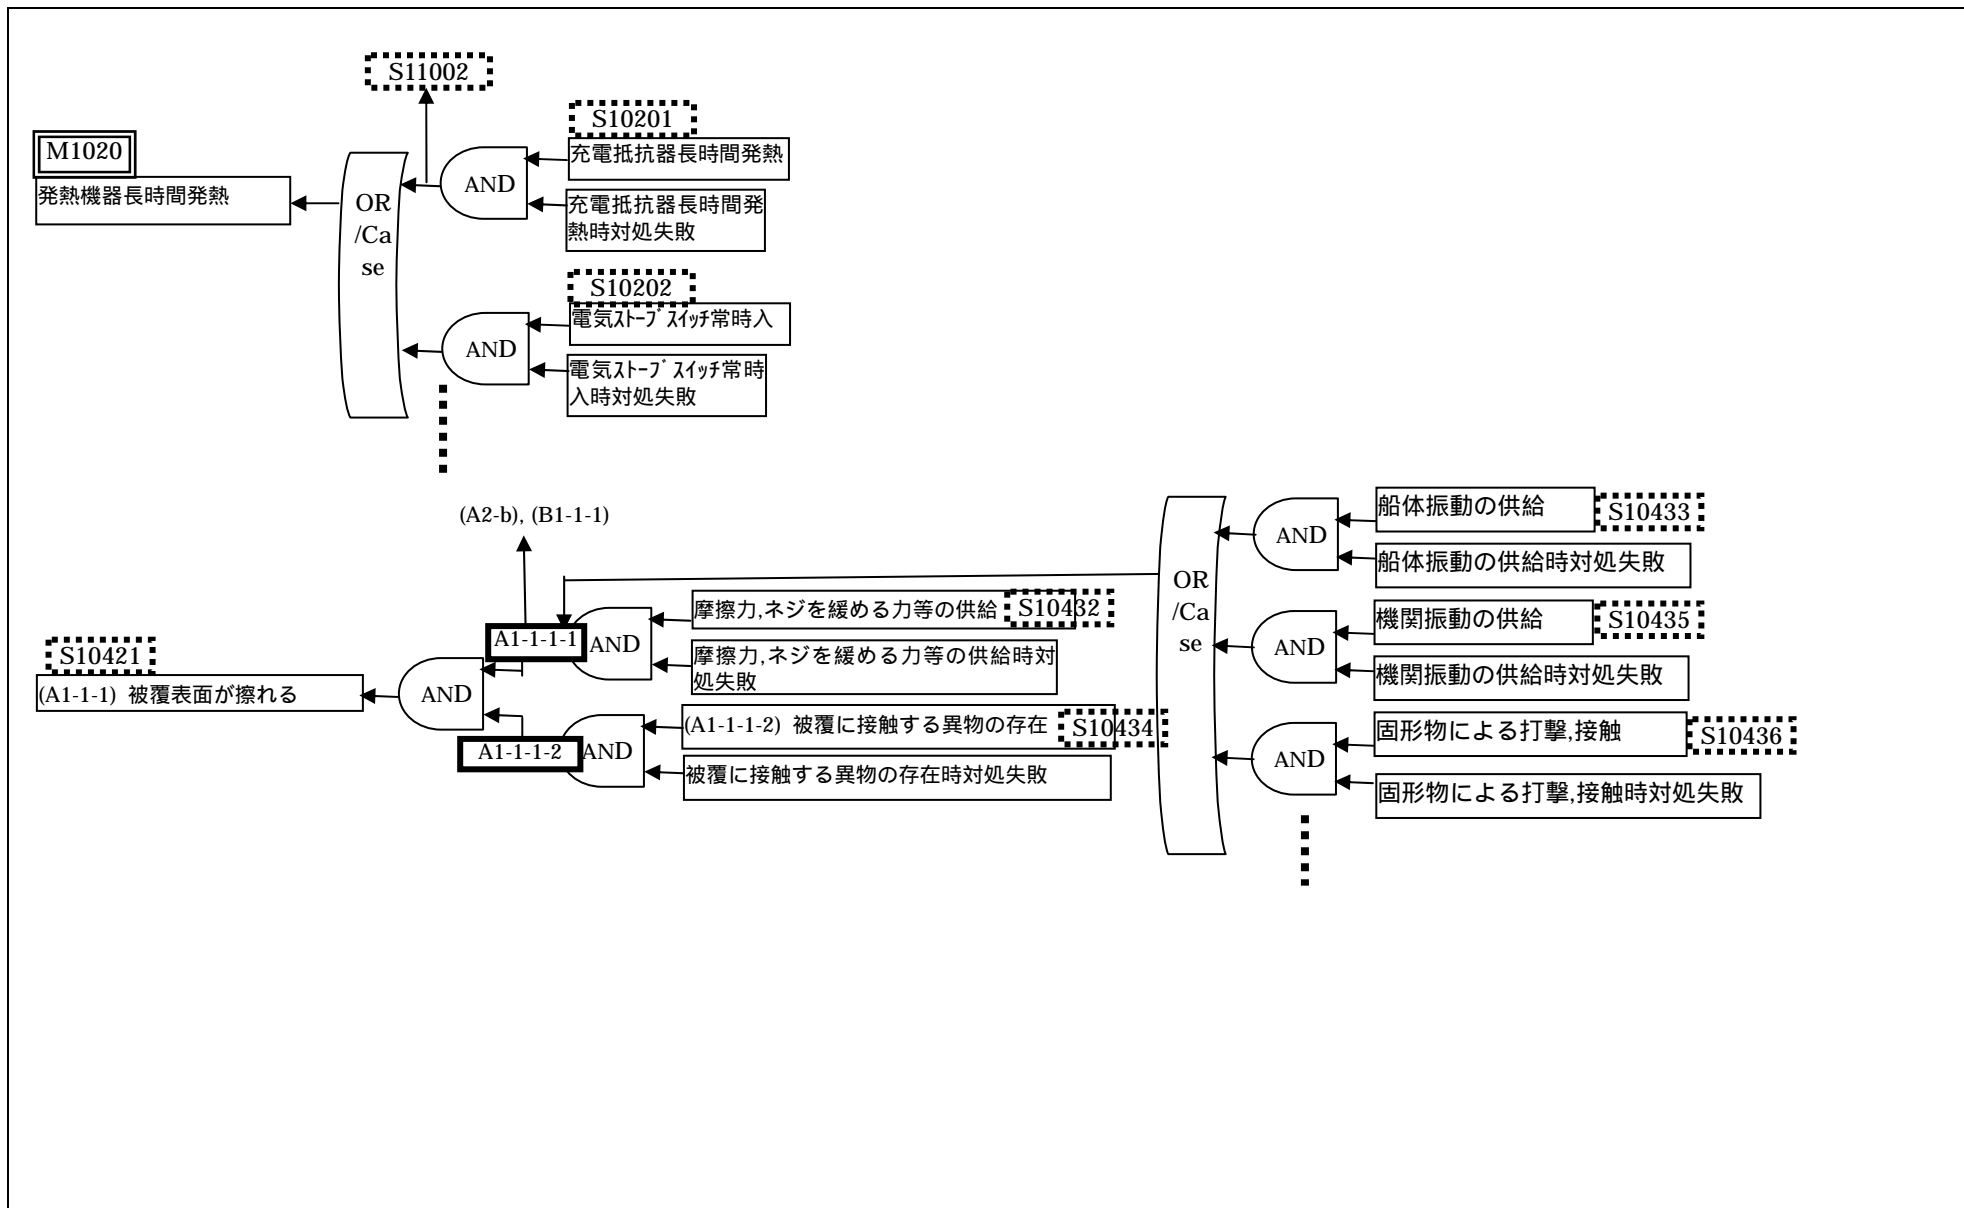 S11002
S10201
M1020
発熱機器長時間発熱
OR
/Ca
se
AND
充電抵抗器長時間発熱
充電抵抗器長時間発
熱時対処失敗
S10202
AND
電気ｽﾄｰﾌﾞｽｲｯﾁ常時入
電気ｽﾄｰﾌﾞｽｲｯﾁ常時
入時対処失敗
(A2-b), (B1-1-1)
S10421
(A1-1-1) 被覆表面が擦れる
AND
A1-1-1-1
AND
摩擦力,ネジを緩める力等の供給
S10432
摩擦力,ネジを緩める力等の供給時対
処失敗
A1-1-1-2
AND
(A1-1-1-2) 被覆に接触する異物の存在
S10434
被覆に接触する異物の存在時対処失敗
OR
/Ca
se
AND
船体振動の供給
S10433
船体振動の供給時対処失敗
AND
機関振動の供給
S10435
機関振動の供給時対処失敗
AND
固形物による打撃,接触
S10436
固形物による打撃,接触時対処失敗